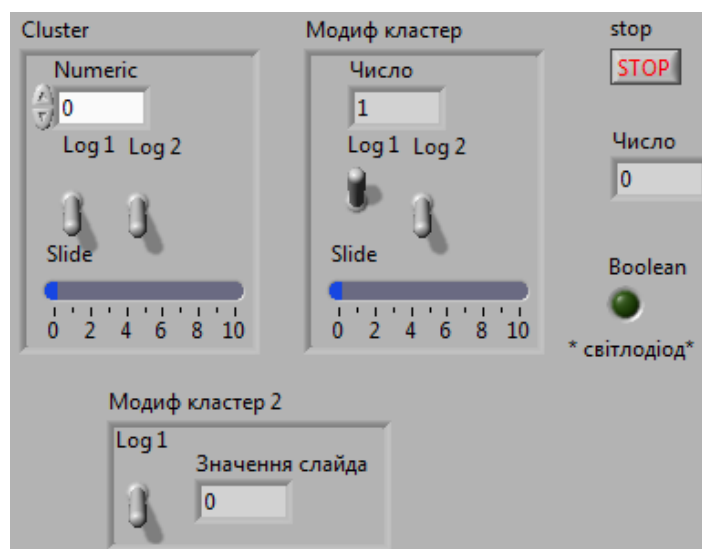 Cluster
Numeric
0
Log 1 Log 2
Slide
0 2 4 6 8 10
Модиф кластер
Число
1
Log 1 Log 2
Slide
0 2 4 6 8 10
stop
STOP
Число
0
Boolean
* світлодіод*
Модиф кластер 2
Log 1
Значення слайда
0